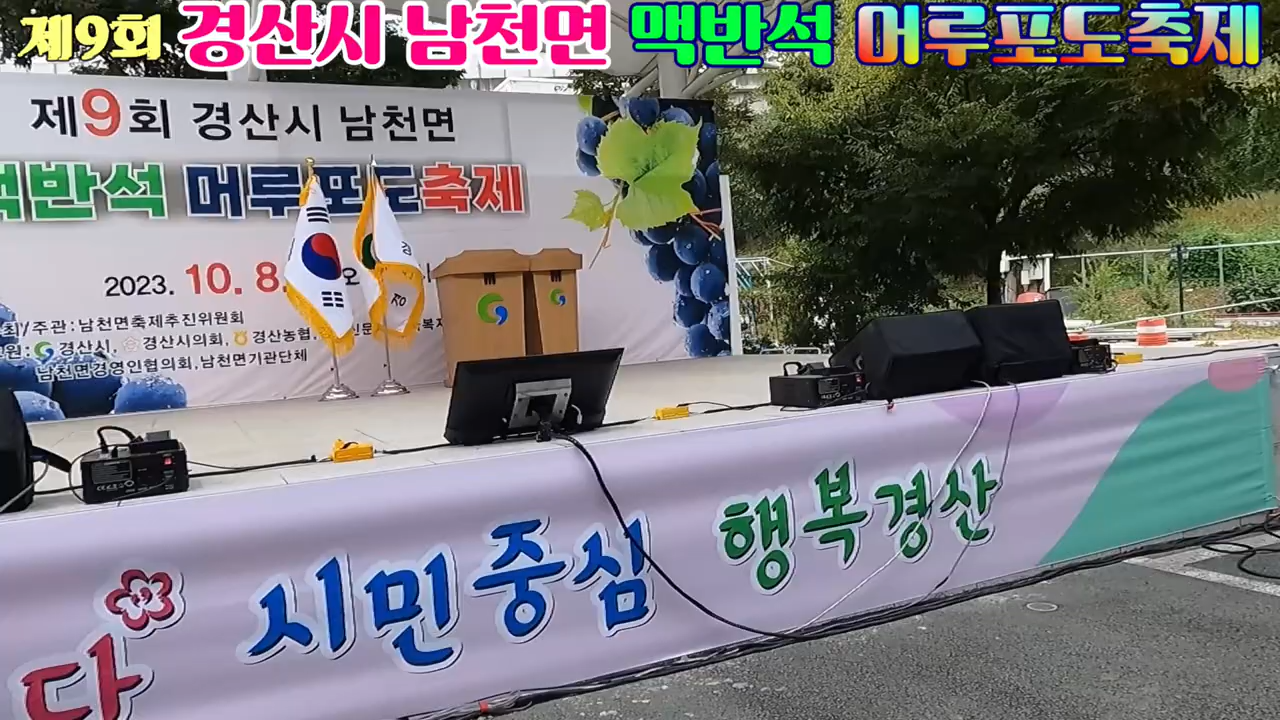 제9회 경산시 남천면 맥반석 머루포도축제
제9회 경산시 남천면
맥반석 머루포도축제
2023. 10. 8.
최/주관 : 남천면축제추진위원회
원 : 경산시, 경산시의회, 경산농협,
남천면경영인협의회, 남천면기관단체
다 시민중심 행복경산